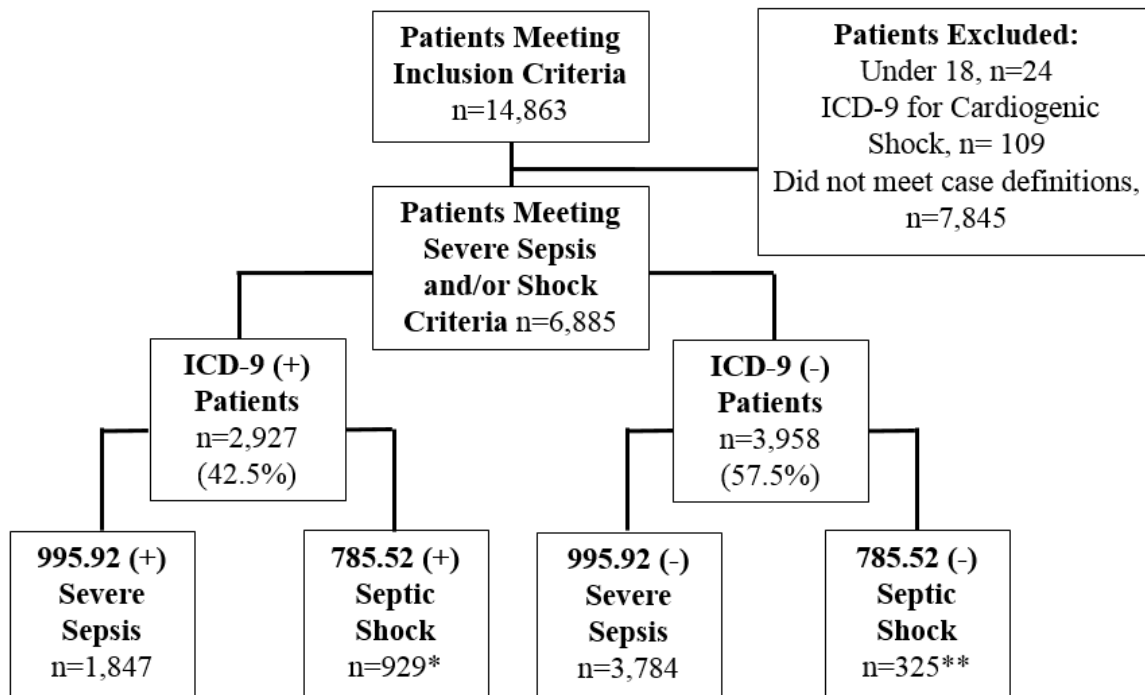 Patients Meeting
Inclusion Criteria
n=14,863
Patients Excluded:
Under 18, n=24
ICD-9 for Cardiogenic
Shock, n= 109
Did not meet case definitions,
n=7,845
Patients Meeting
Severe Sepsis
and/or Shock
Criteria n=6,885
ICD-9 (+)
Patients
n=2,927
(42.5%)
ICD-9 (-)
Patients
n=3,958
(57.5%)
995.92 (+)
Severe
Sepsis
n=1,847
785.52 (+)
Septic
Shock
n=929*
995.92 (-)
Severe
Sepsis
n=3,784
785.52 (-)
Septic
Shock
n=325**